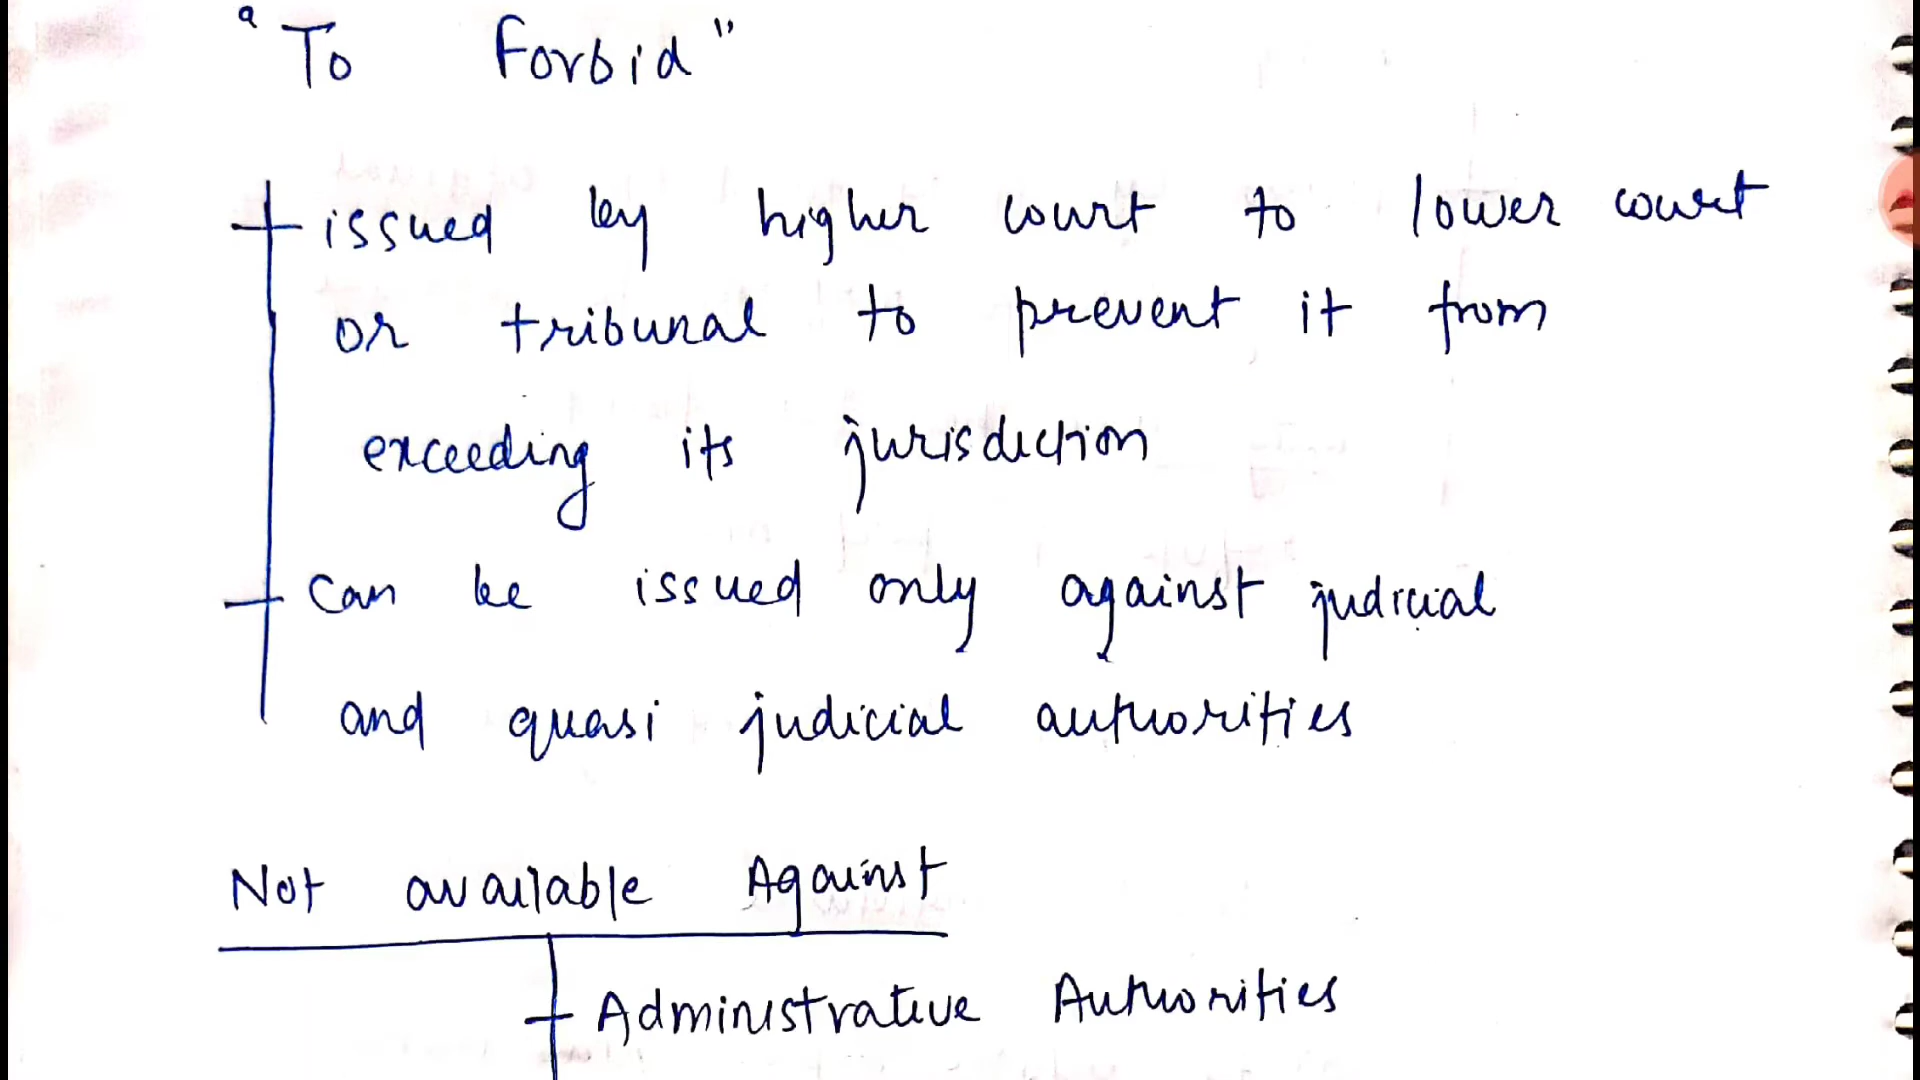 "To Forbid"
issued by higher court to lower court
or tribunal to prevent it from
exceeding its jurisdiction
can be issued only against judicial
and quasi judicial authorities
Not available Against
Administrative Authorities